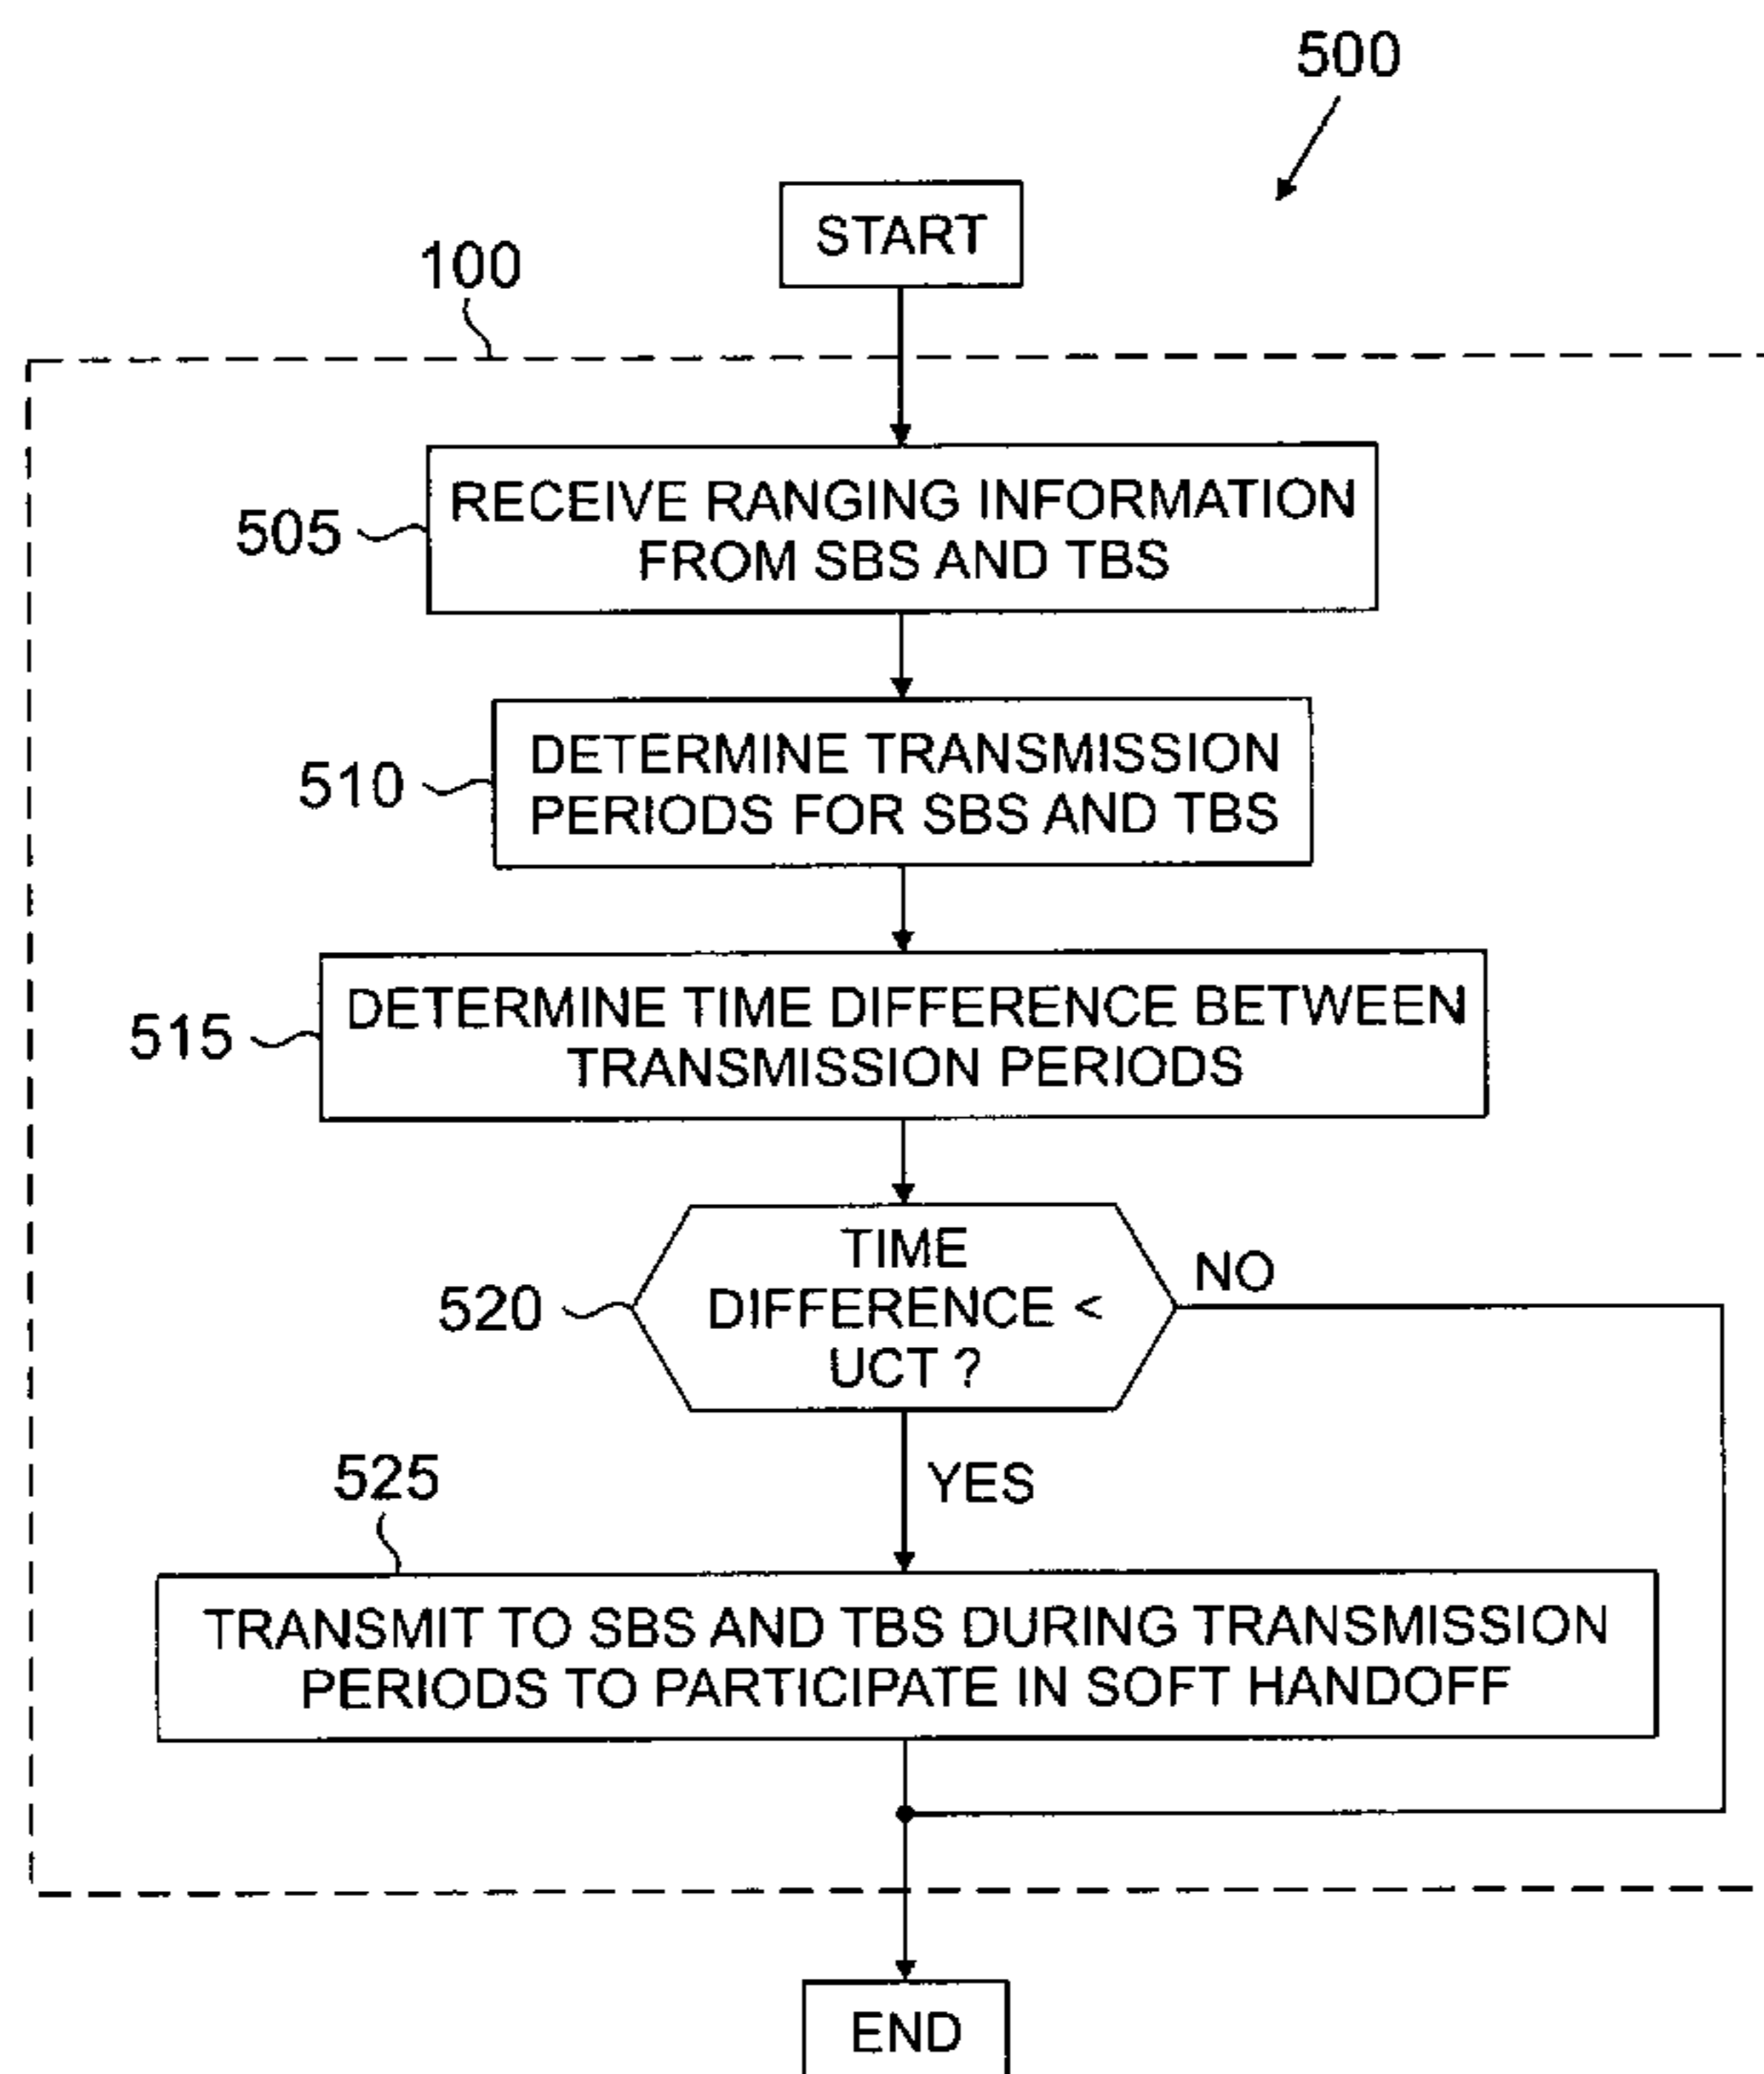 500
START
100
RECEIVE RANGING INFORMATION
FROM SBS AND TBS
505
DETERMINE TRANSMISSION
PERIODS FOR SBS AND TBS
510
DETERMINE TIME DIFFERENCE BETWEEN
TRANSMISSION PERIODS
515
TIME
DIFFERENCE <
UCT ?
520
NO
YES
525
TRANSMIT TO SBS AND TBS DURING TRANSMISSION
PERIODS TO PARTICIPATE IN SOFT HANDOFF
END